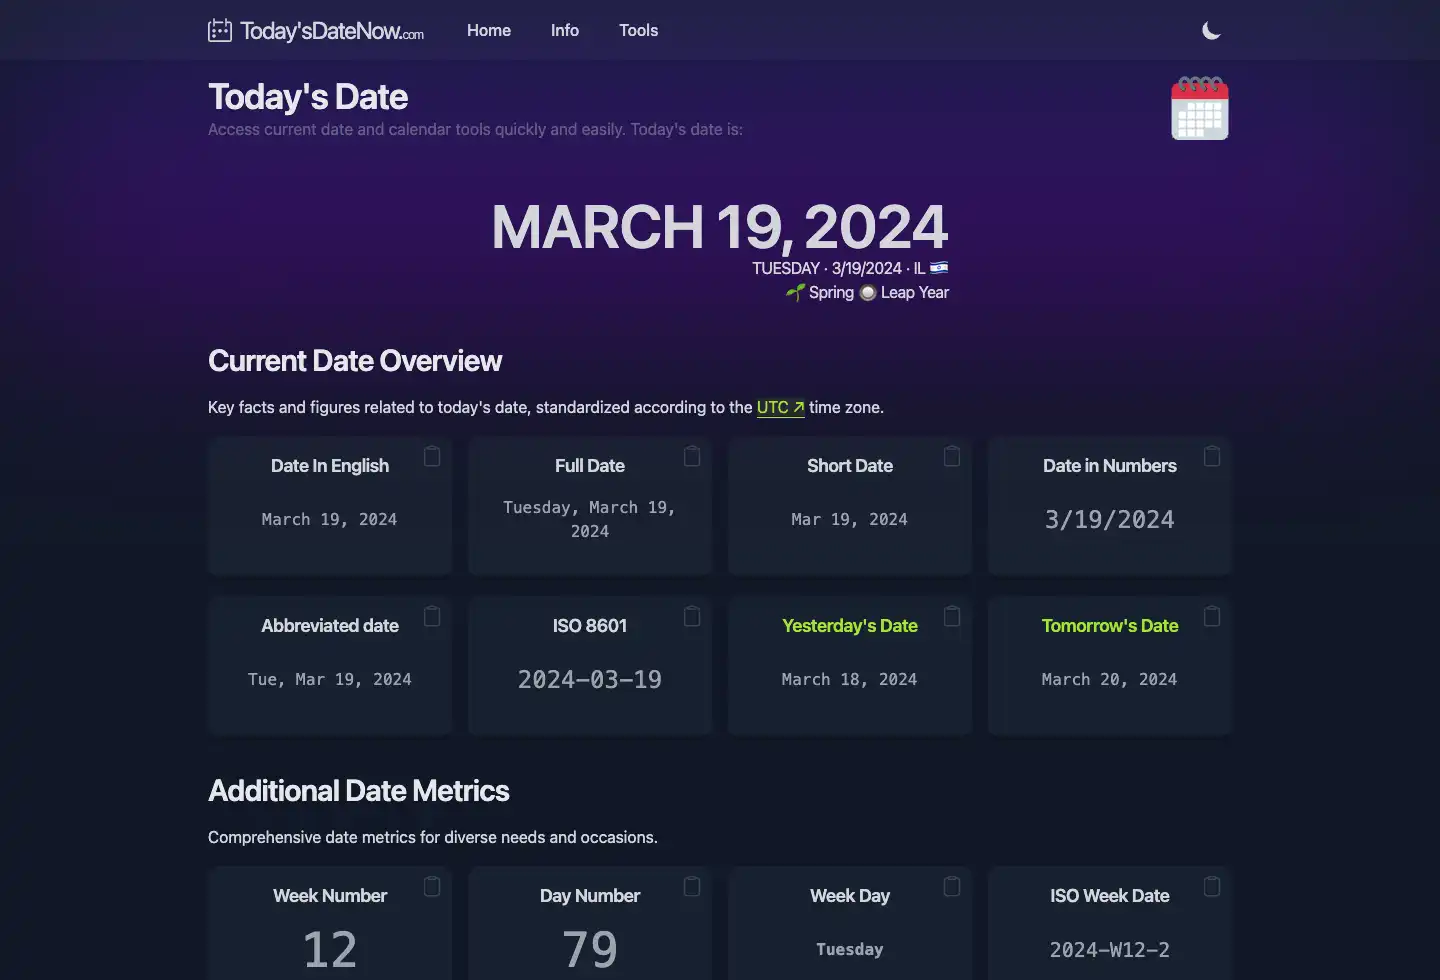 Today'sDateNow.com
Home
Info
Tools
Today's Date
Access current date and calendar tools quickly and easily. Today's date is:
MARCH 19, 2024
TUESDAY · 3/19/2024 · IL 🇮🇱
🌱 Spring 🔘 Leap Year
Current Date Overview
Key facts and figures related to today's date, standardized according to the UTC ↗ time zone.
Date In English
March 19, 2024
Full Date
Tuesday, March 19,
2024
Short Date
Mar 19, 2024
Date in Numbers
3/19/2024
Abbreviated date
Tue, Mar 19, 2024
ISO 8601
2024-03-19
Yesterday's Date
March 18, 2024
Tomorrow's Date
March 20, 2024
Additional Date Metrics
Comprehensive date metrics for diverse needs and occasions.
Week Number
12
Day Number
79
Week Day
Tuesday
ISO Week Date
2024-W12-2